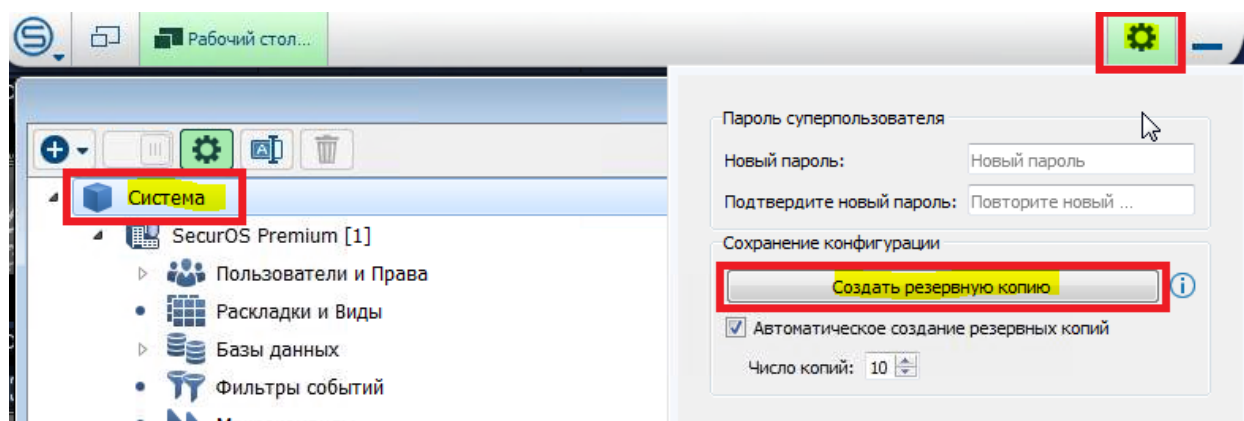 Рабочий стол...
Система
SecurOS Premium [1]
Пользователи и Права
Раскладки и Виды
Базы данных
Фильтры событий
Пароль суперпользователя
Новый пароль: Новый пароль
Подтвердите новый пароль: Повторите новый ...
Сохранение конфигурации
Создать резервную копию
Автоматическое создание резервных копий
Число копий: 10